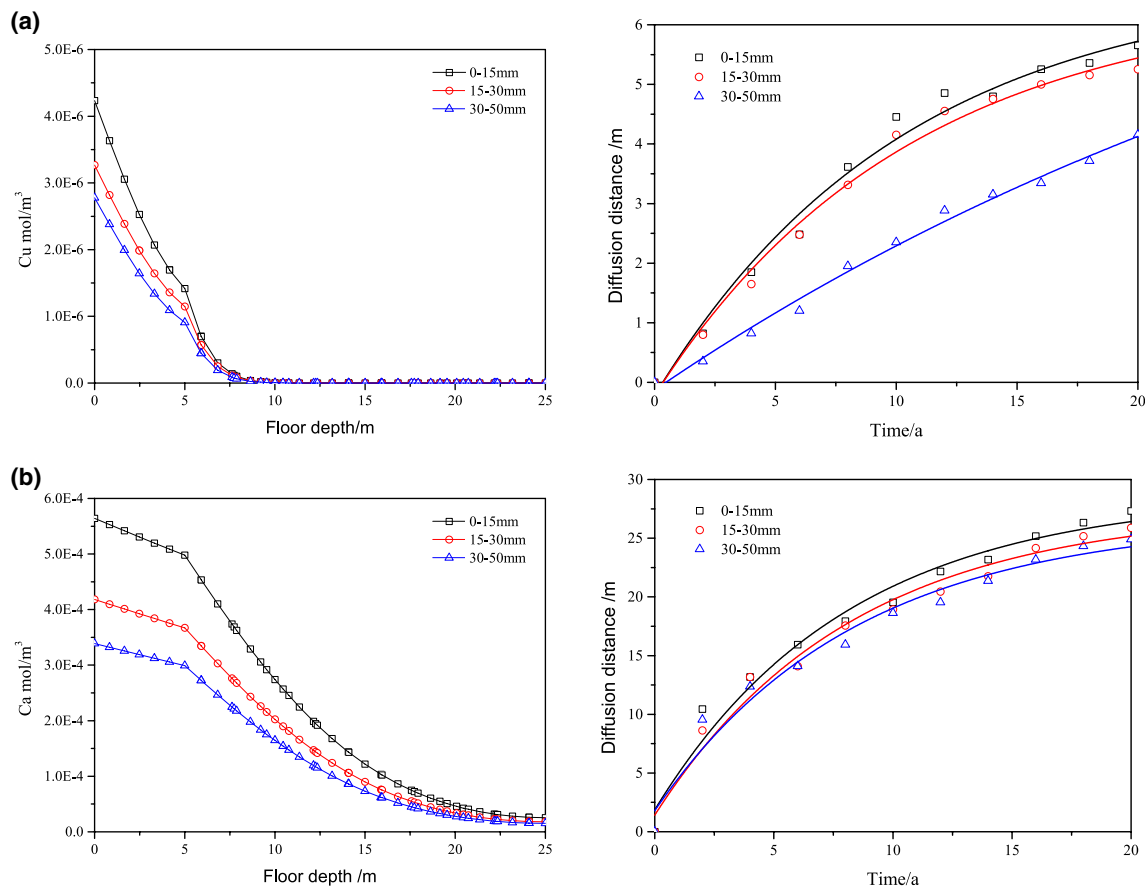 (a)
5.0E-6
4.0E-6
3.0E-6
2.0E-6
1.0E-6
0.0
Cu mol/m³
0-15mm
15-30mm
30-50mm
0 5 10 15 20 25
Floor depth/m
6
5
4
3
2
1
0
Diffusion distance /m
0-15mm
15-30mm
30-50mm
0 5 10 15 20
Time/a
(b)
6.0E-4
5.0E-4
4.0E-4
3.0E-4
2.0E-4
1.0E-4
0.0
Ca mol/m³
0-15mm
15-30mm
30-50mm
0 5 10 15 20 25
Floor depth /m
30
25
20
15
10
5
0
Diffusion distance /m
0-15mm
15-30mm
30-50mm
0 5 10 15 20
Time/a